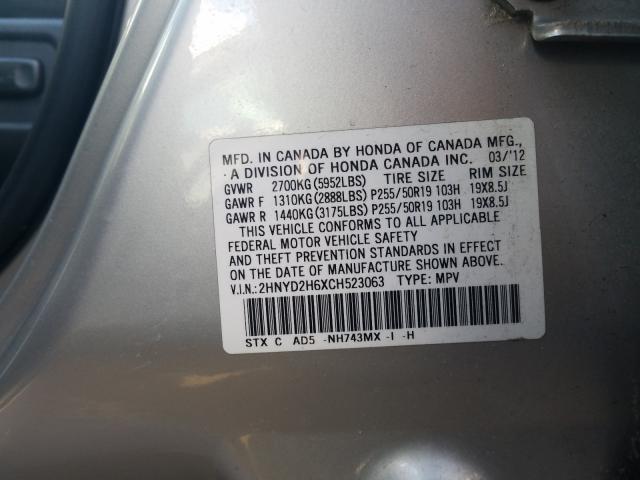 MFD. IN CANADA BY HONDA OF CANADA MFG.,
A DIVISION OF HONDA CANADA INC. 03/'12
GVWR 2700KG(5952LBS) TIRE SIZE RIM SIZE
GAWR F 1310KG(2888LBS) P255/50R19 103H 19X8.5J
GAWR R 1440KG(3175LBS) P255/50R19 103H 19X8.5J
THIS VEHICLE CONFORMS TO ALL APPLICABLE
FEDERAL MOTOR VEHICLE SAFETY
AND THEFT PREVENTION STANDARDS IN EFFECT
ON THE DATE OF MANUFACTURE SHOWN ABOVE.
V.I.N.:2HNYD2H6XCH523063 TYPE: MPV
STX C AD5 -NH743MX -I -H